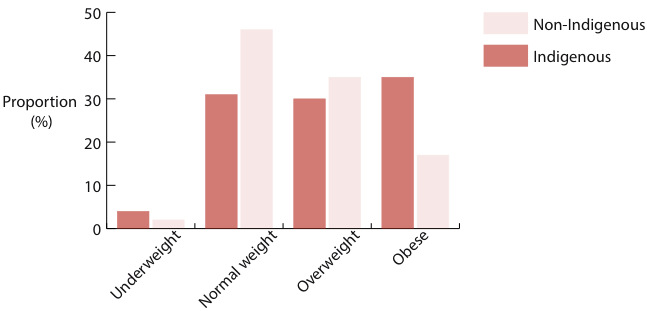 50
40
30
20
10
0
Proportion
(%)
Underweight
Normal weight
Overweight
Obese
Non-Indigenous
Indigenous